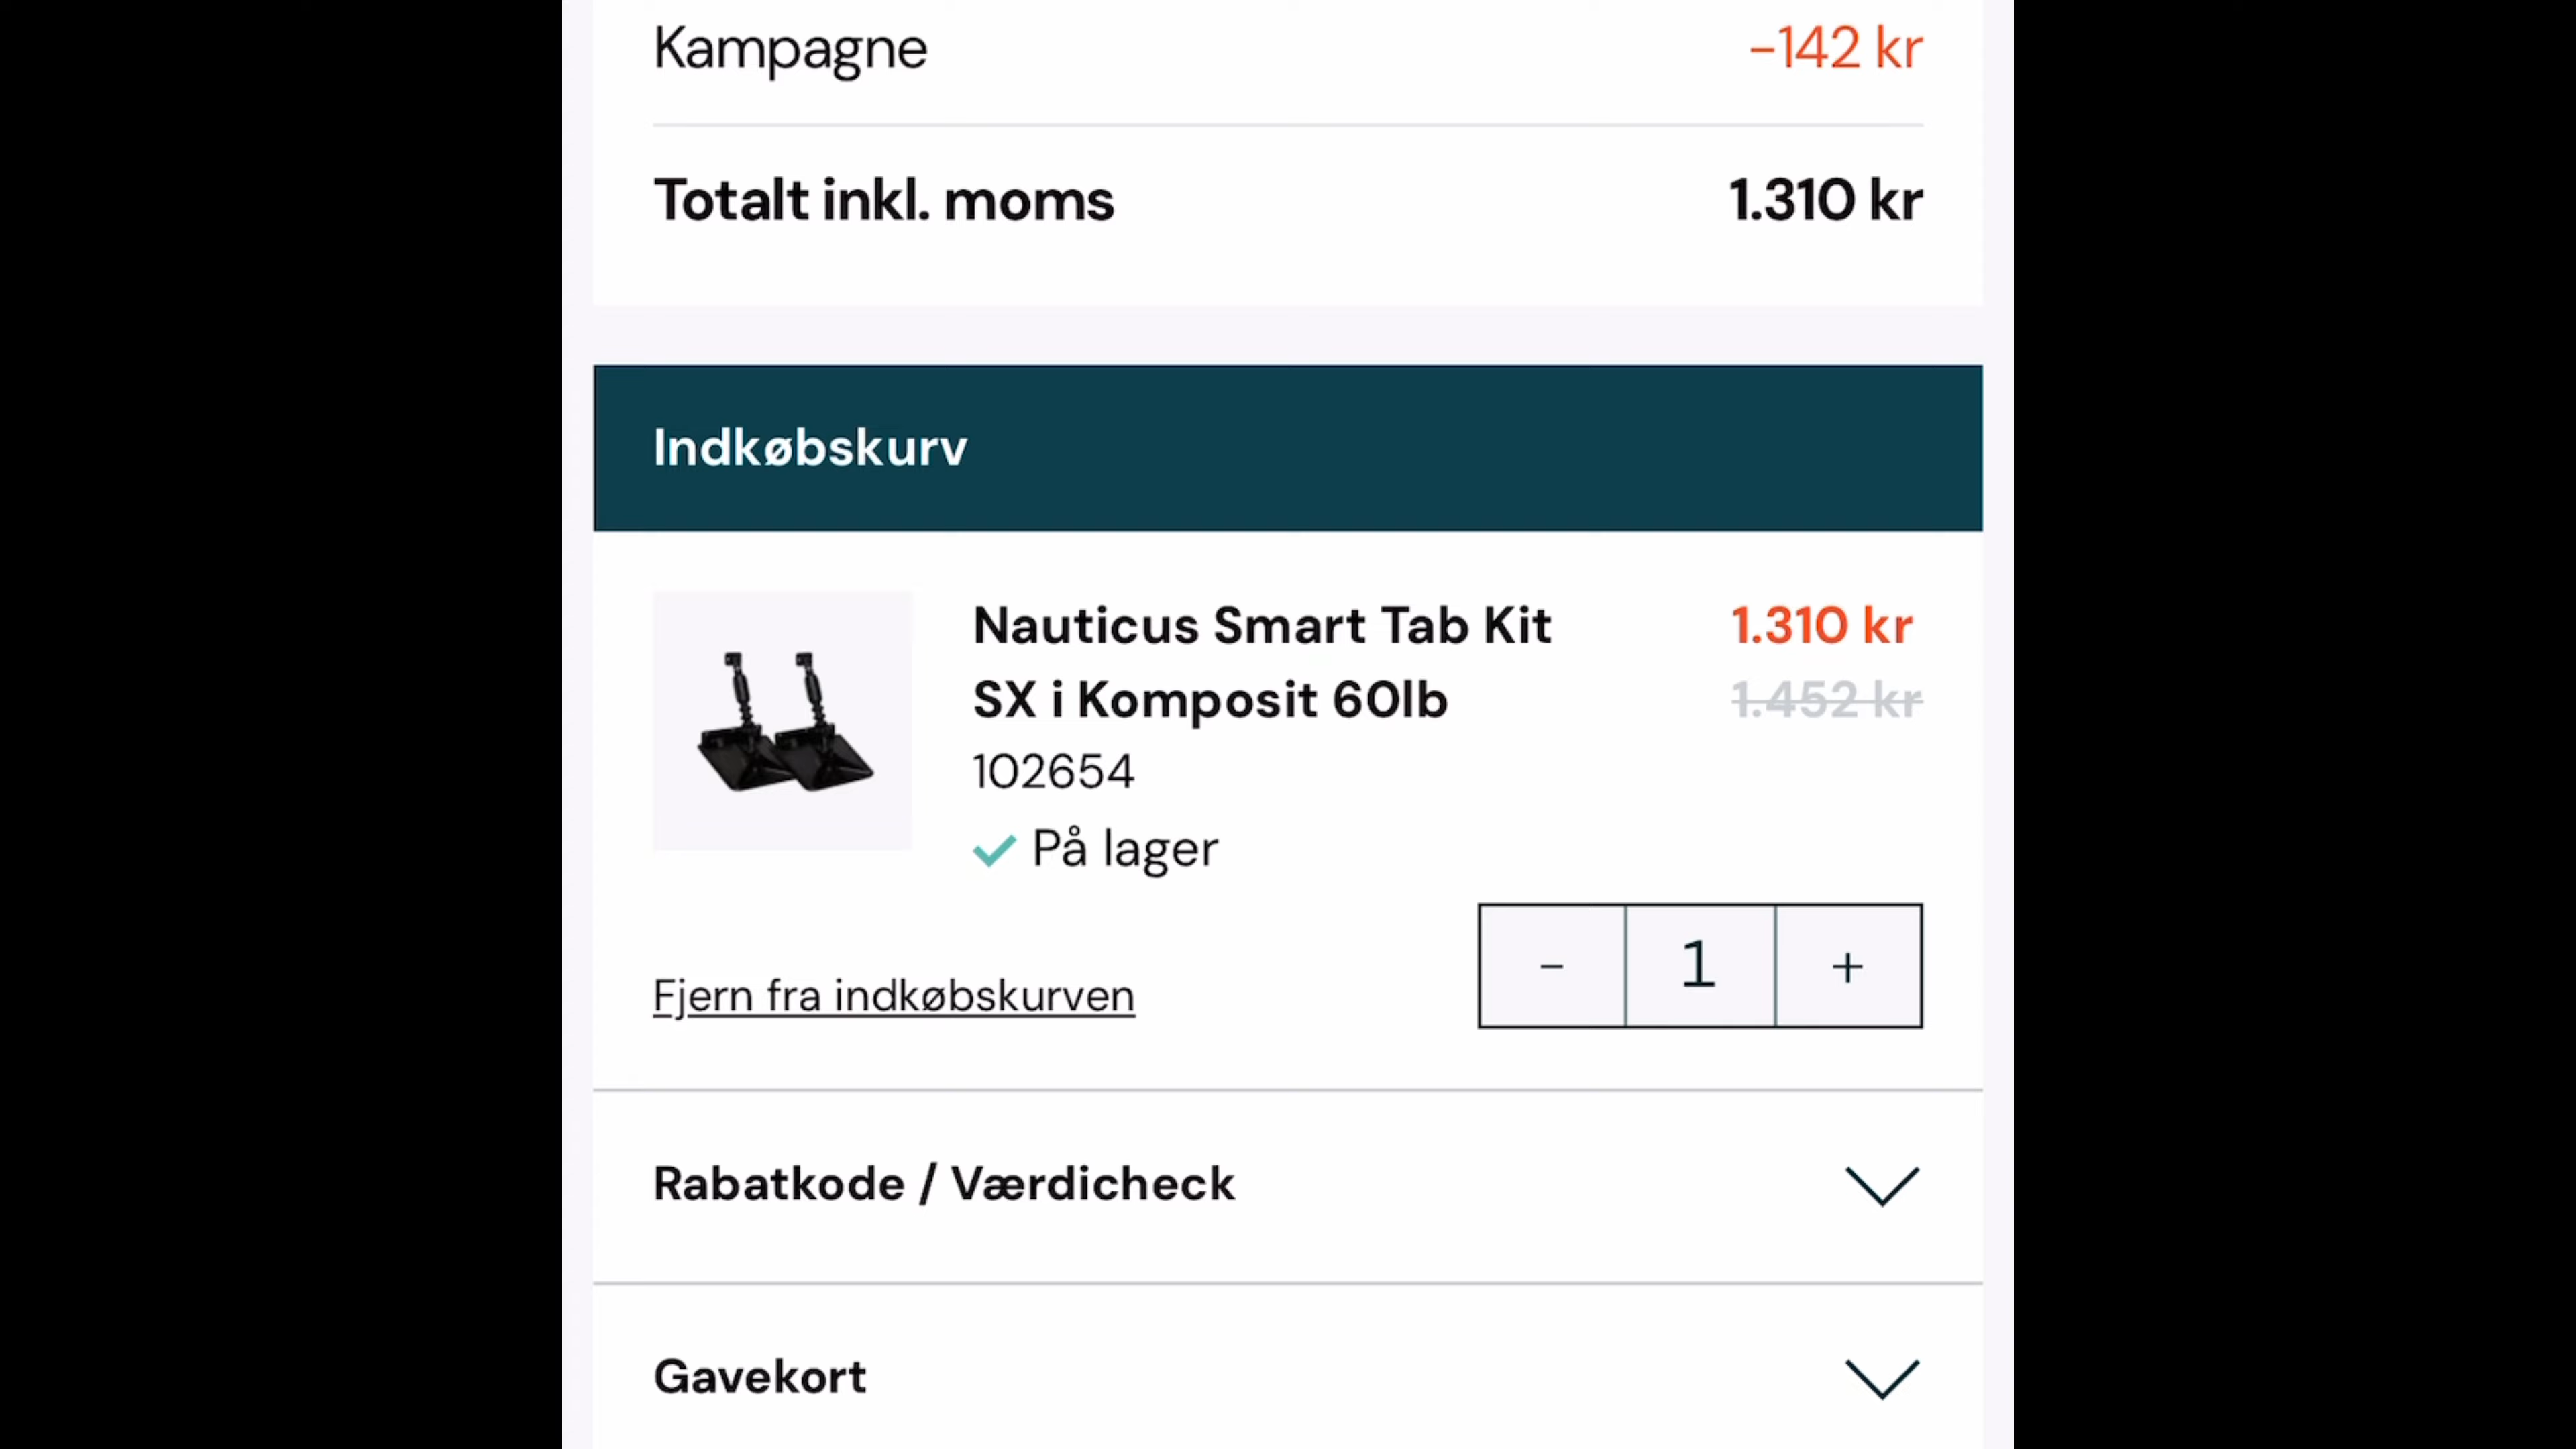 Kampagne -142 kr
Totalt inkl. moms 1.310 kr
Indkøbskurv
Nauticus Smart Tab Kit 1.310 kr
SX i Komposit 60lb 1.452 kr
102654
På lager
- 1 +
Fjern fra indkøbskurven
Rabatkode / Værdicheck
Gavekort